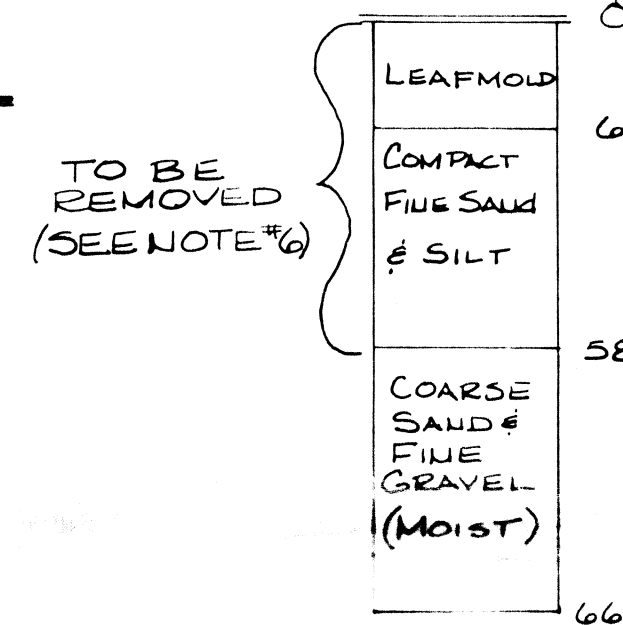 0
LEAFMOLD
6
TO BE
REMOVED
(SEE NOTE #6)
COMPACT
FINE SAND
& SILT
58
COARSE
SAND &
FINE
GRAVEL
(MOIST)
66